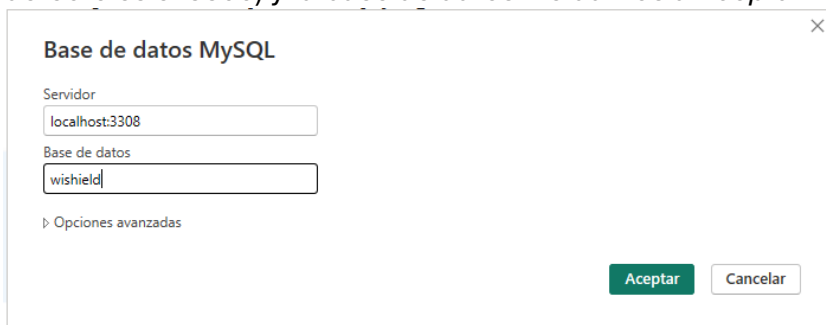 Base de datos MySQL
Servidor
localhost:3308
Base de datos
wishield
Opciones avanzadas
Aceptar Cancelar